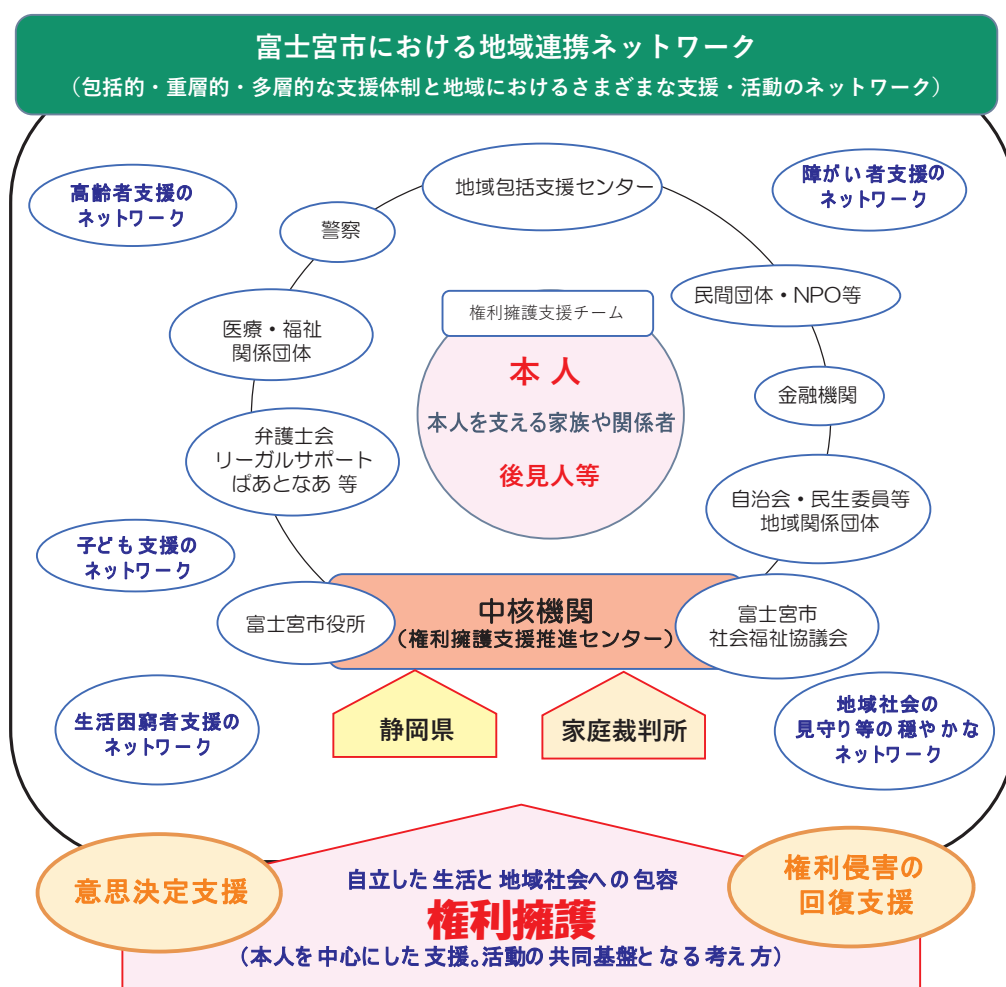 富士宮市における地域連携ネットワーク
（包括的・重層的・多層的な支援体制と地域におけるさまざまな支援・活動のネットワーク）
高齢者支援の
ネットワーク
地域包括支援センター
障がい者支援の
ネットワーク
警察
民間団体・NPO等
権利擁護支援チーム
医療・福祉
関係団体
本人
本人を支える家族や関係者
後見人等
金融機関
弁護士会
リーガルサポート
ぱあとなあ 等
自治会・民生委員等
地域関係団体
子ども支援の
ネットワーク
富士宮市役所
中核機関
（権利擁護支援推進センター）
富士宮市
社会福祉協議会
生活困窮者支援の
ネットワーク
静岡県
家庭裁判所
地域社会の
見守り等の穏やかな
ネットワーク
意思決定支援
権利侵害の
回復支援
自立した生活と地域社会への包容
権利擁護
（本人を中心にした支援。活動の共同基盤となる考え方）